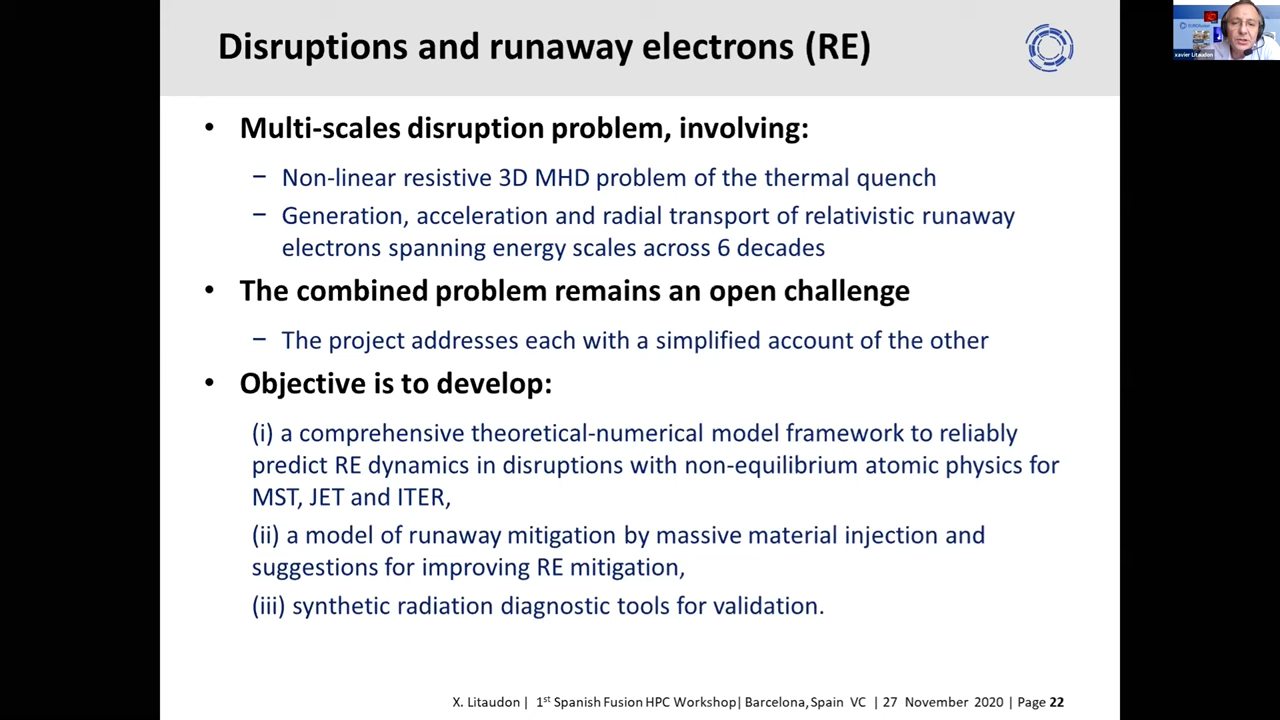 Disruptions and runaway electrons (RE)
• Multi-scales disruption problem, involving:
− Non-linear resistive 3D MHD problem of the thermal quench
− Generation, acceleration and radial transport of relativistic runaway
electrons spanning energy scales across 6 decades
• The combined problem remains an open challenge
− The project addresses each with a simplified account of the other
• Objective is to develop:
(i) a comprehensive theoretical-numerical model framework to reliably
predict RE dynamics in disruptions with non-equilibrium atomic physics for
MST, JET and ITER,
(ii) a model of runaway mitigation by massive material injection and
suggestions for improving RE mitigation,
(iii) synthetic radiation diagnostic tools for validation.
X. Litaudon | 1st Spanish Fusion HPC Workshop| Barcelona, Spain VC | 27 November 2020 | Page 22
xavier Litaudon